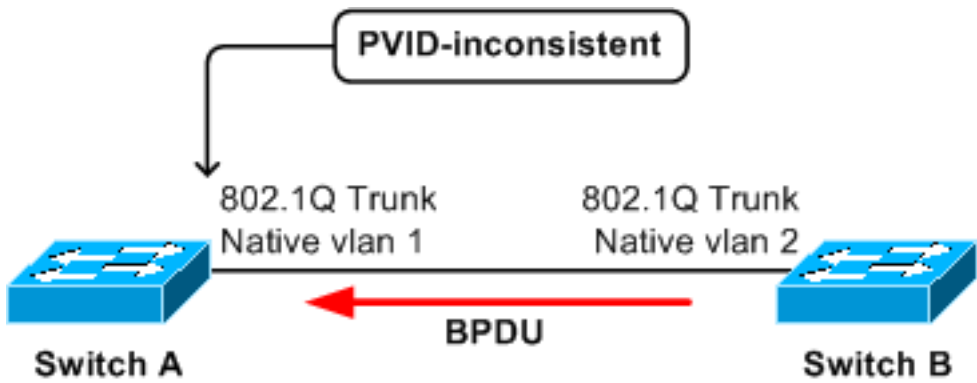 PVID-inconsistent
802.1Q Trunk
Native vlan 1
802.1Q Trunk
Native vlan 2
BPDU
Switch A
Switch B